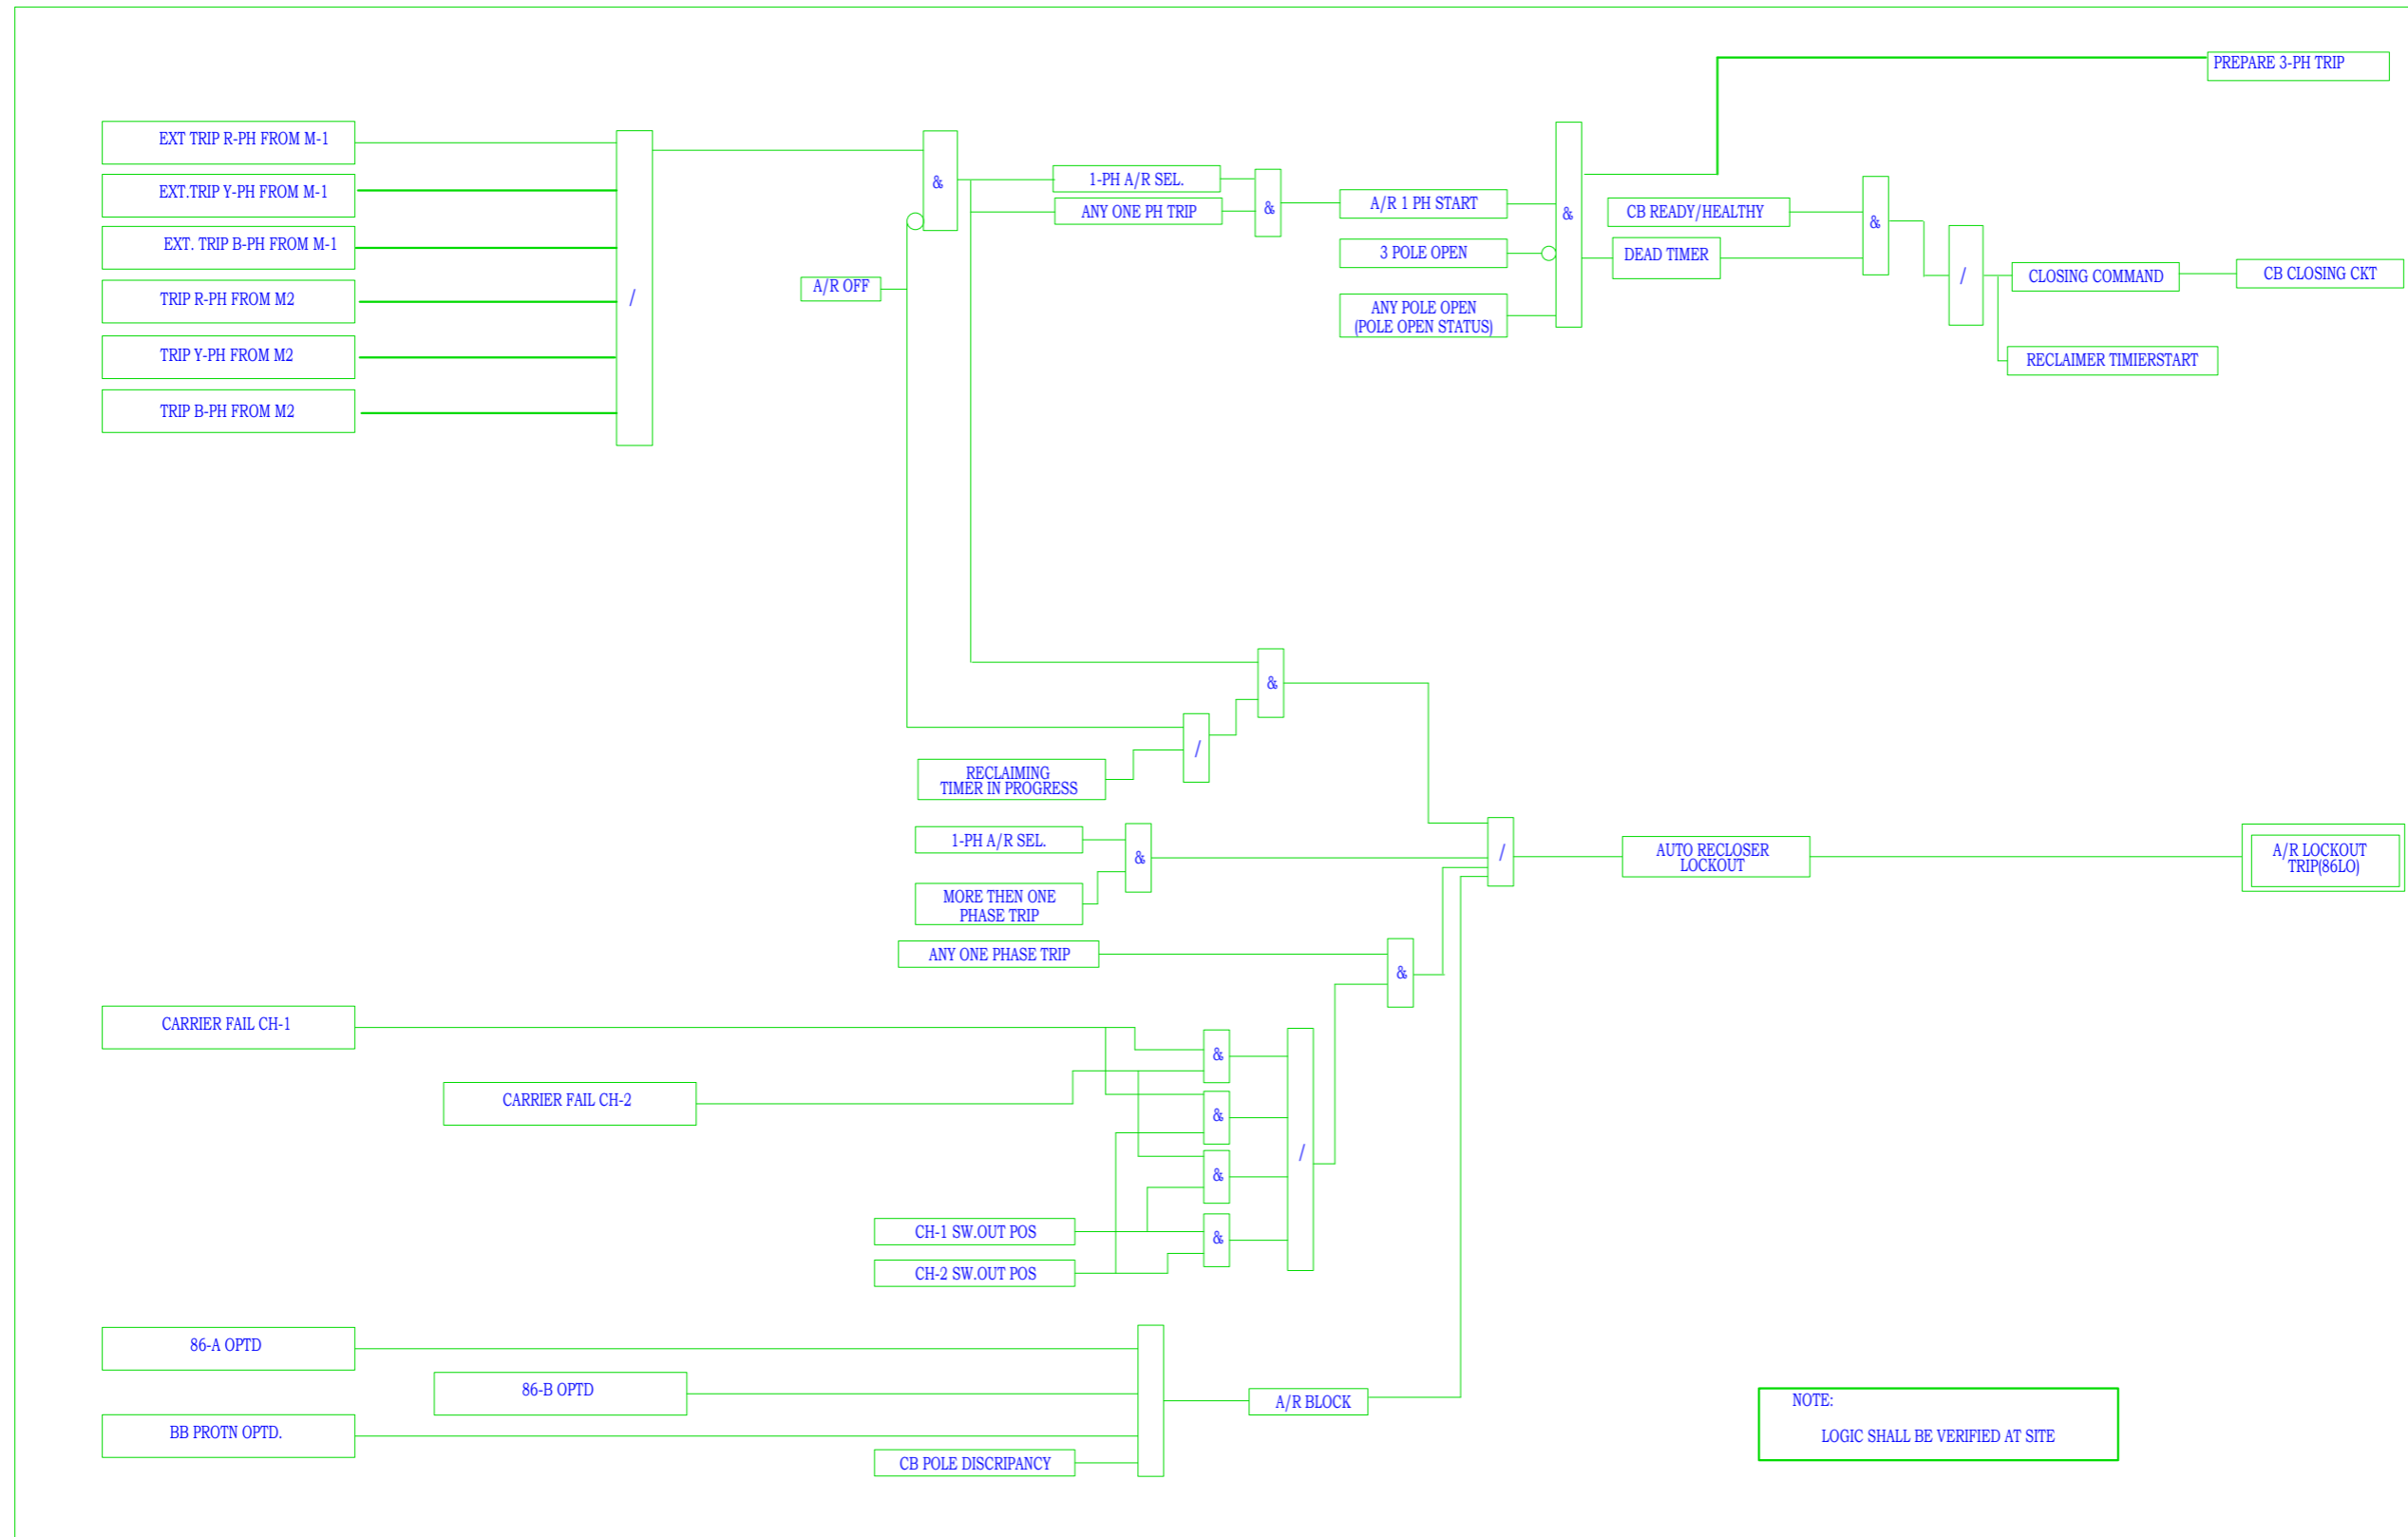 PREPARE 3-PH TRIP
EXT TRIP R-PH FROM M-1
EXT.TRIP Y-PH FROM M-1
EXT. TRIP B-PH FROM M-1
TRIP R-PH FROM M2
TRIP Y-PH FROM M2
TRIP B-PH FROM M2
/
&
A/R OFF
1-PH A/R SEL.
ANY ONE PH TRIP
&
A/R 1 PH START
3 POLE OPEN
ANY POLE OPEN
(POLE OPEN STATUS)
&
CB READY/HEALTHY
DEAD TIMER
&
/
CLOSING COMMAND
CB CLOSING CKT
RECLAIMER TIMIERSTART
&
/
RECLAIMING
TIMER IN PROGRESS
1-PH A/R SEL.
&
MORE THEN ONE
PHASE TRIP
/
AUTO RECLOSER
LOCKOUT
A/R LOCKOUT
TRIP(86LO)
ANY ONE PHASE TRIP
&
CARRIER FAIL CH-1
CARRIER FAIL CH-2
&
&
&
&
/
CH-1 SW.OUT POS
CH-2 SW.OUT POS
86-A OPTD
86-B OPTD
BB PROTN OPTD.
CB POLE DISCRIPANCY
A/R BLOCK
NOTE:
LOGIC SHALL BE VERIFIED AT SITE